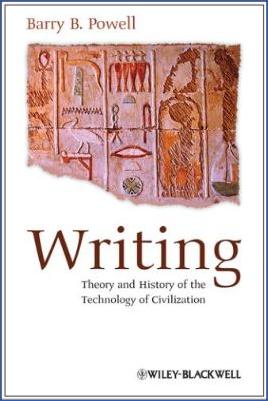 Barry B. Powell
Writing
Theory and History of the
Technology of Civilization
WILEY-BLACKWELL